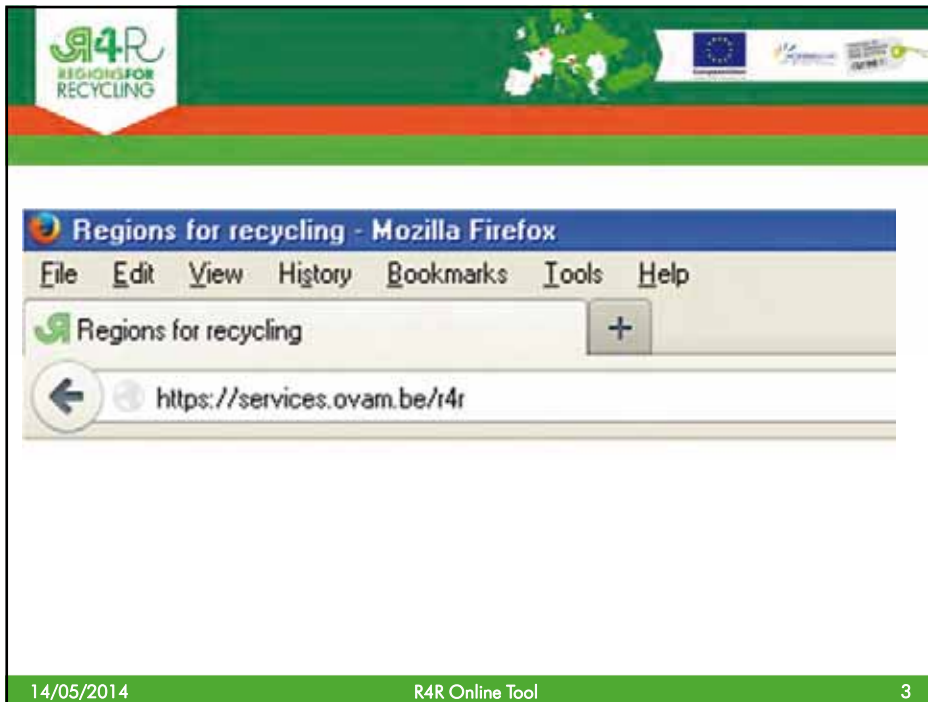 R4R
REGIONSFOR
RECYCLING
Regions for recycling - Mozilla Firefox
File Edit View History Bookmarks Tools Help
Regions for recycling +
https://services.ovam.be/r4r
14/05/2014 R4R Online Tool 3